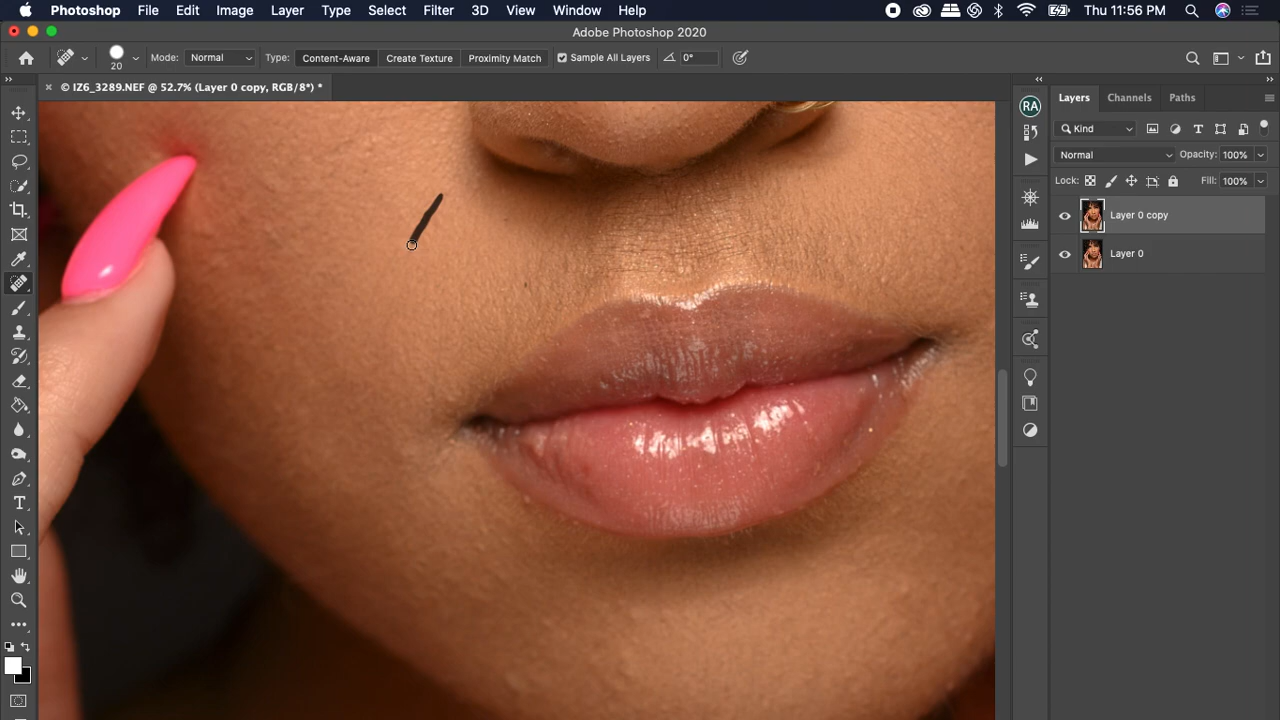 Photoshop File Edit Image Layer Type Select Filter 3D View Window Help Thu 11:56 PM
Adobe Photoshop 2020
20 Mode: Normal Type: Content-Aware Create Texture Proximity Match Sample All Layers 0°
© IZ6_3289.NEF @ 52.7% (Layer 0 copy, RGB/8*) *
Layers Channels Paths
RA
Kind
Normal Opacity: 100%
Lock: Fill: 100%
Layer 0 copy
Layer 0